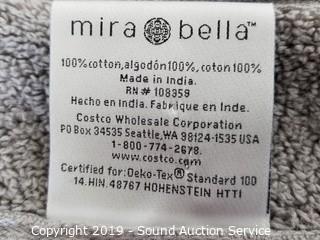 mira bella™
100%cotton,algodón100%,coton100%
Made in India.
RN# 108359
Hecho en India. Fabrique en Inde.
Costco Wholesale Corporation
PO Box 34535 Seattle,WA 98124-1535 USA
1-800-774-2678.
www.costco.com
Certified for:Oeko-Tex® Standard 100
14.HIN.48767 HOHENSTEIN HTTI
Copyright 2019 - Sound Auction Service